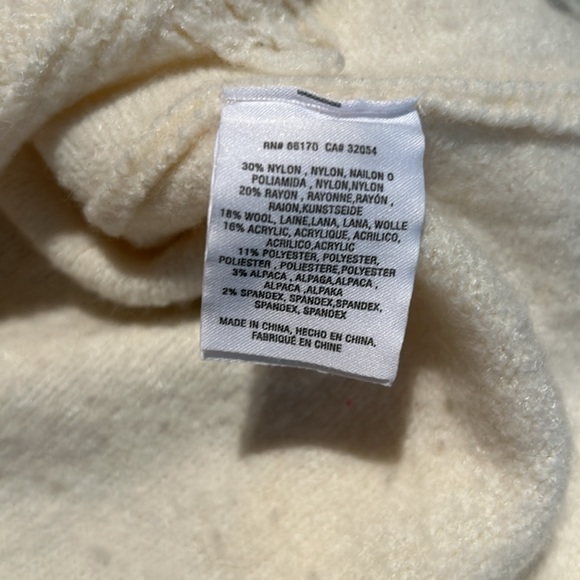 RN# 66170 CA# 32054
30% NYLON , NYLON, NAILON O
POLIAMIDA , NYLON,NYLON
20% RAYON , RAYONNE,RAYÓN ,
RAION,KUNSTSEIDE
18% WOOL, LAINE,LANA, LANA, WOLLE
16% ACRYLIC, ACRYLIQUE, ACRILICO,
ACRILICO,ACRYLIC
11% POLYESTER, POLYESTER,
POLIESTER , POLIESTERE,POLYESTER
3% ALPACA , ALPAGA,ALPACA ,
ALPACA ,ALPAKA
2% SPANDEX, SPANDEX,SPANDEX,
SPANDEX, SPANDEX
MADE IN CHINA, HECHO EN CHINA,
FABRIQUÉ EN CHINE